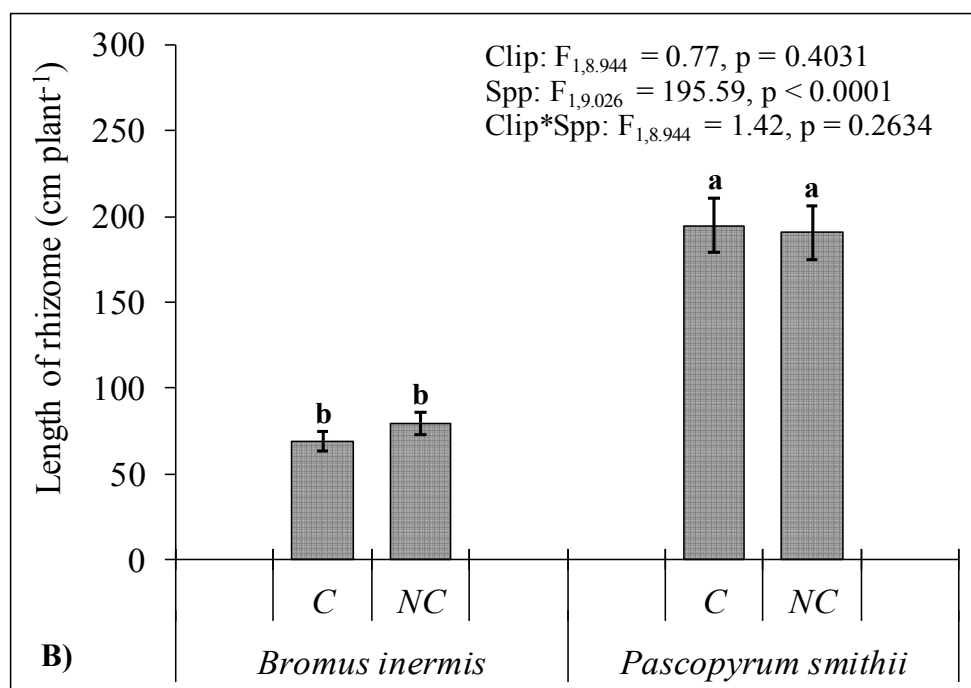 Length of rhizome (cm plant-1)
300
250
200
150
100
50
0
Clip: F1,8.944 = 0.77, p = 0.4031
Spp: F1,9.026 = 195.59, p < 0.0001
Clip*Spp: F1,8.944 = 1.42, p = 0.2634
b
b
a
a
C
NC
C
NC
B)
Bromus inermis
Pascopyrum smithii